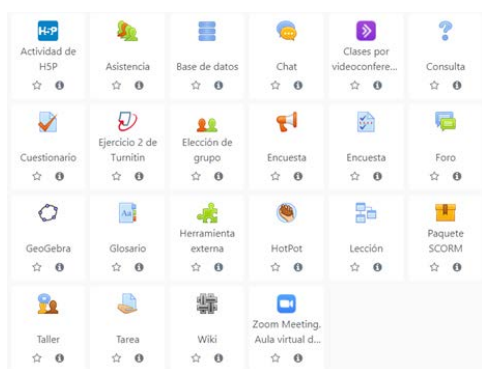 H-P
Actividad de
H5P
Asistencia
Base de datos
Chat
Clases por
videoconfere...
Consulta
Cuestionario
Ejercicio 2 de
Turnitin
Elección de
grupo
Encuesta
Encuesta
Foro
GeoGebra
Aa
Glosario
Herramienta
externa
HotPot
Lección
Paquete
SCORM
Taller
Tarea
Wiki
Zoom Meeting.
Aula virtual d...